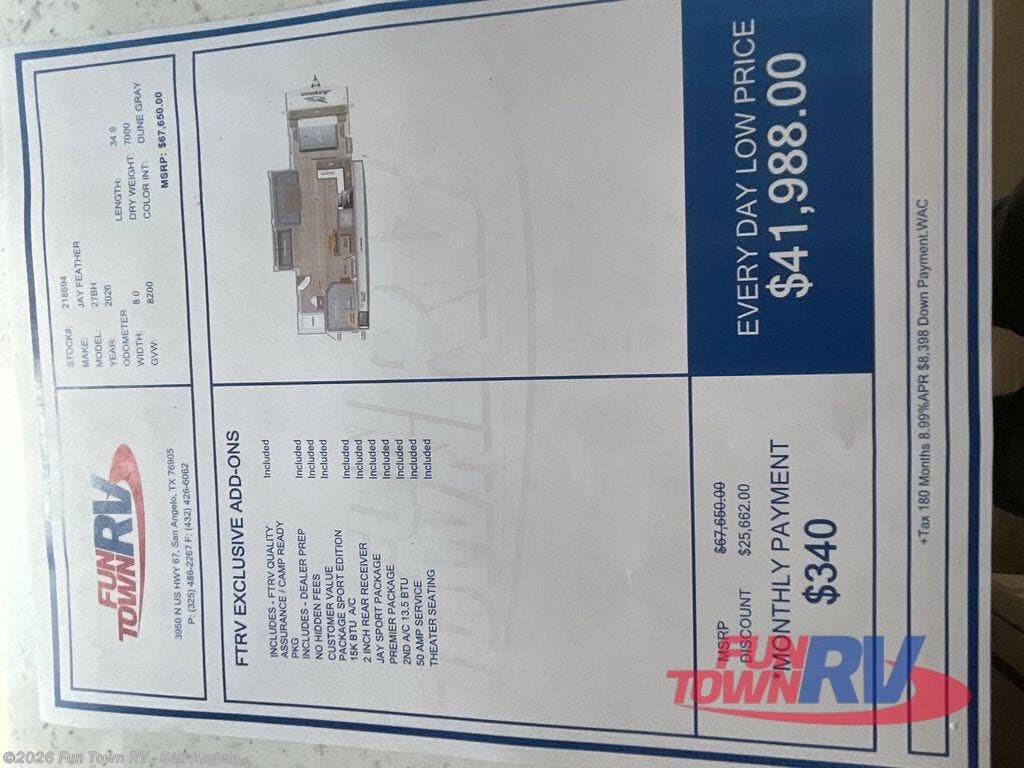 FUN TOWN RV
3950 N US HWY 67, San Angelo, TX 76905
P: (325) 486-2267 F: (432) 426-6062
STOCK#: 218694
MAKE: JAY FEATHER
MODEL: 27BH
YEAR: 2026
ODOMETER
WIDTH: 8 0
GVW: 8200
LENGTH: 34.9
DRY WEIGHT: 7000
COLOR INT: DUNE GRAY
MSRP: $67,650.00
FTRV EXCLUSIVE ADD-ONS
INCLUDES - FTRV QUALITY Included
ASSURANCE / CAMP READY
PKG
INCLUDES - DEALER PREP Included
NO HIDDEN FEES Included
CUSTOMER VALUE Included
PACKAGE SPORT EDITION
15K BTU A/C Included
2 INCH REAR RECEIVER Included
JAY SPORT PACKAGE Included
PREMIER PACKAGE Included
2ND A/C 13.5 BTU Included
50 AMP SERVICE Included
THEATER SEATING Included
MSRP $67,650.00
DISCOUNT $25,662.00
*MONTHLY PAYMENT
$340
EVERY DAY LOW PRICE
$41,988.00
+Tax 180 Months 8.99%APR $8,398 Down Payment.WAC
FUN TOWN RV
©2026 Fun Town RV - San Angelo